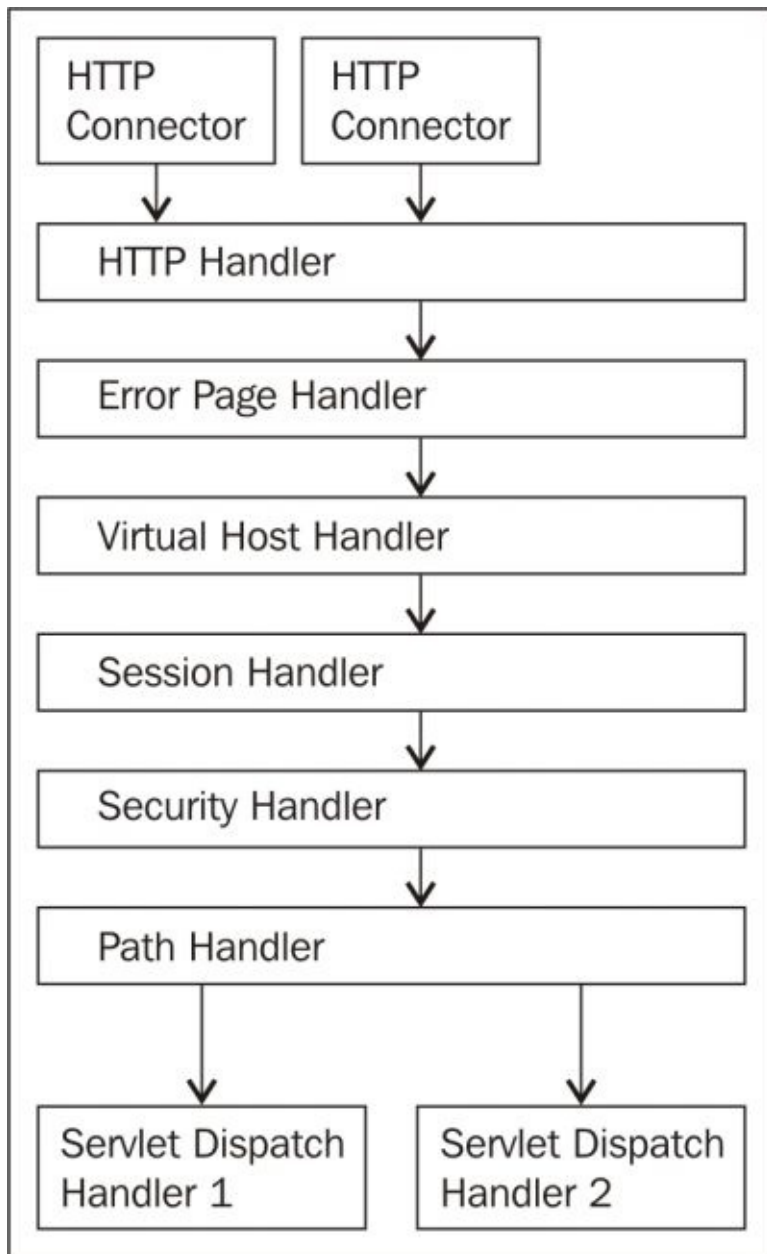 HTTP
Connector
HTTP
Connector
HTTP Handler
Error Page Handler
Virtual Host Handler
Session Handler
Security Handler
Path Handler
Servlet Dispatch
Handler 1
Servlet Dispatch
Handler 2